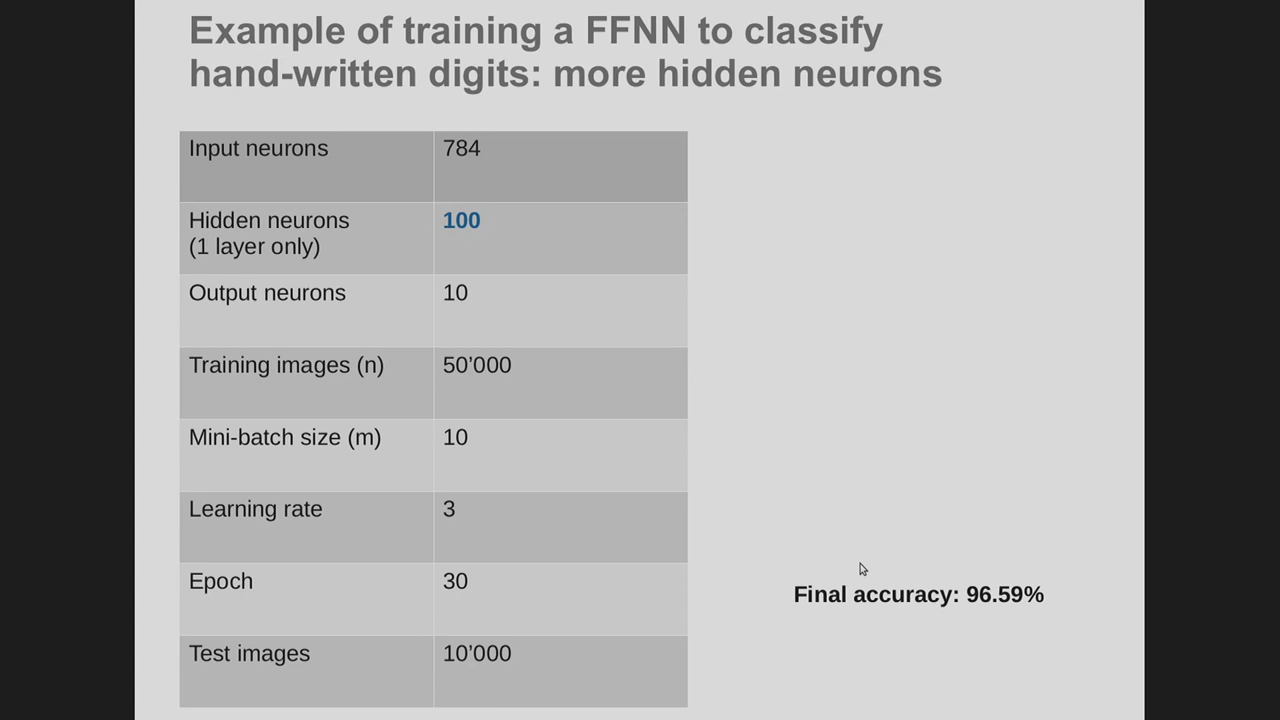 Example of training a FFNN to classify
hand-written digits: more hidden neurons
Input neurons 784
Hidden neurons 100
(1 layer only)
Output neurons 10
Training images (n) 50’000
Mini-batch size (m) 10
Learning rate 3
Epoch 30
Final accuracy: 96.59%
Test images 10’000